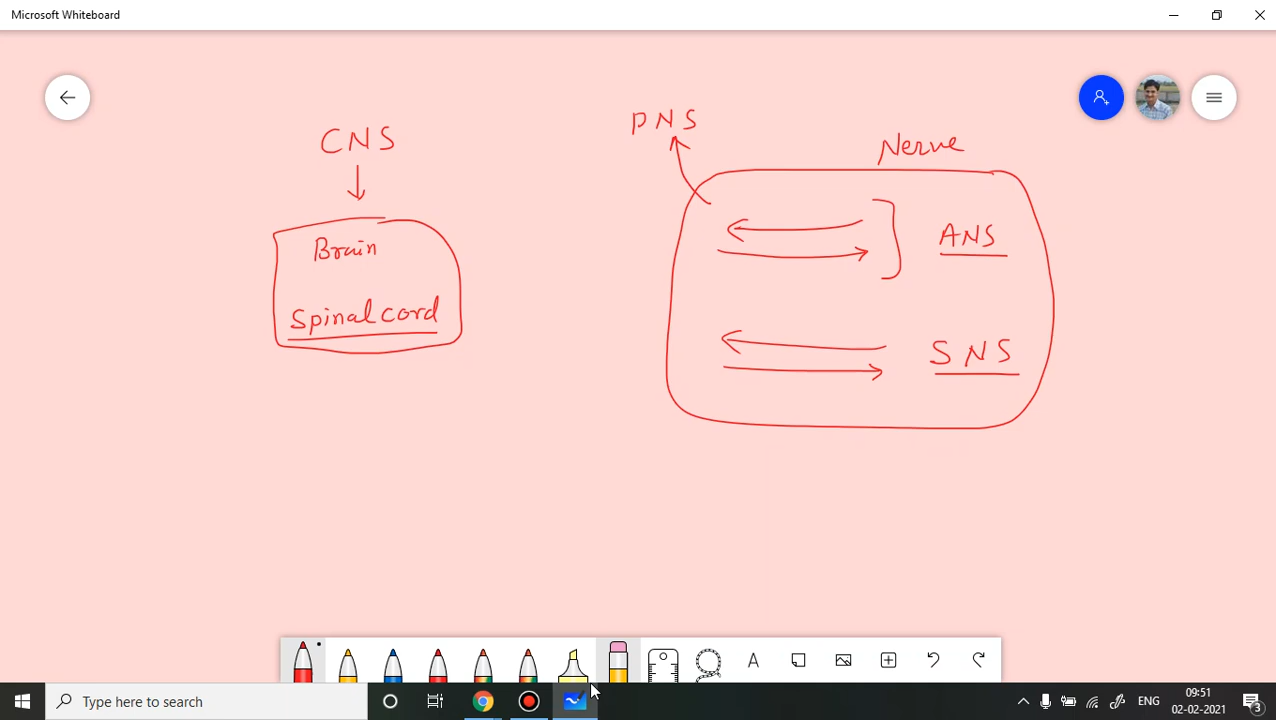 Microsoft Whiteboard
CNS
Brain
Spinal cord
PNS
Nerve
ANS
SNS
A
Type here to search
ENG
09:51
02-02-2021
3